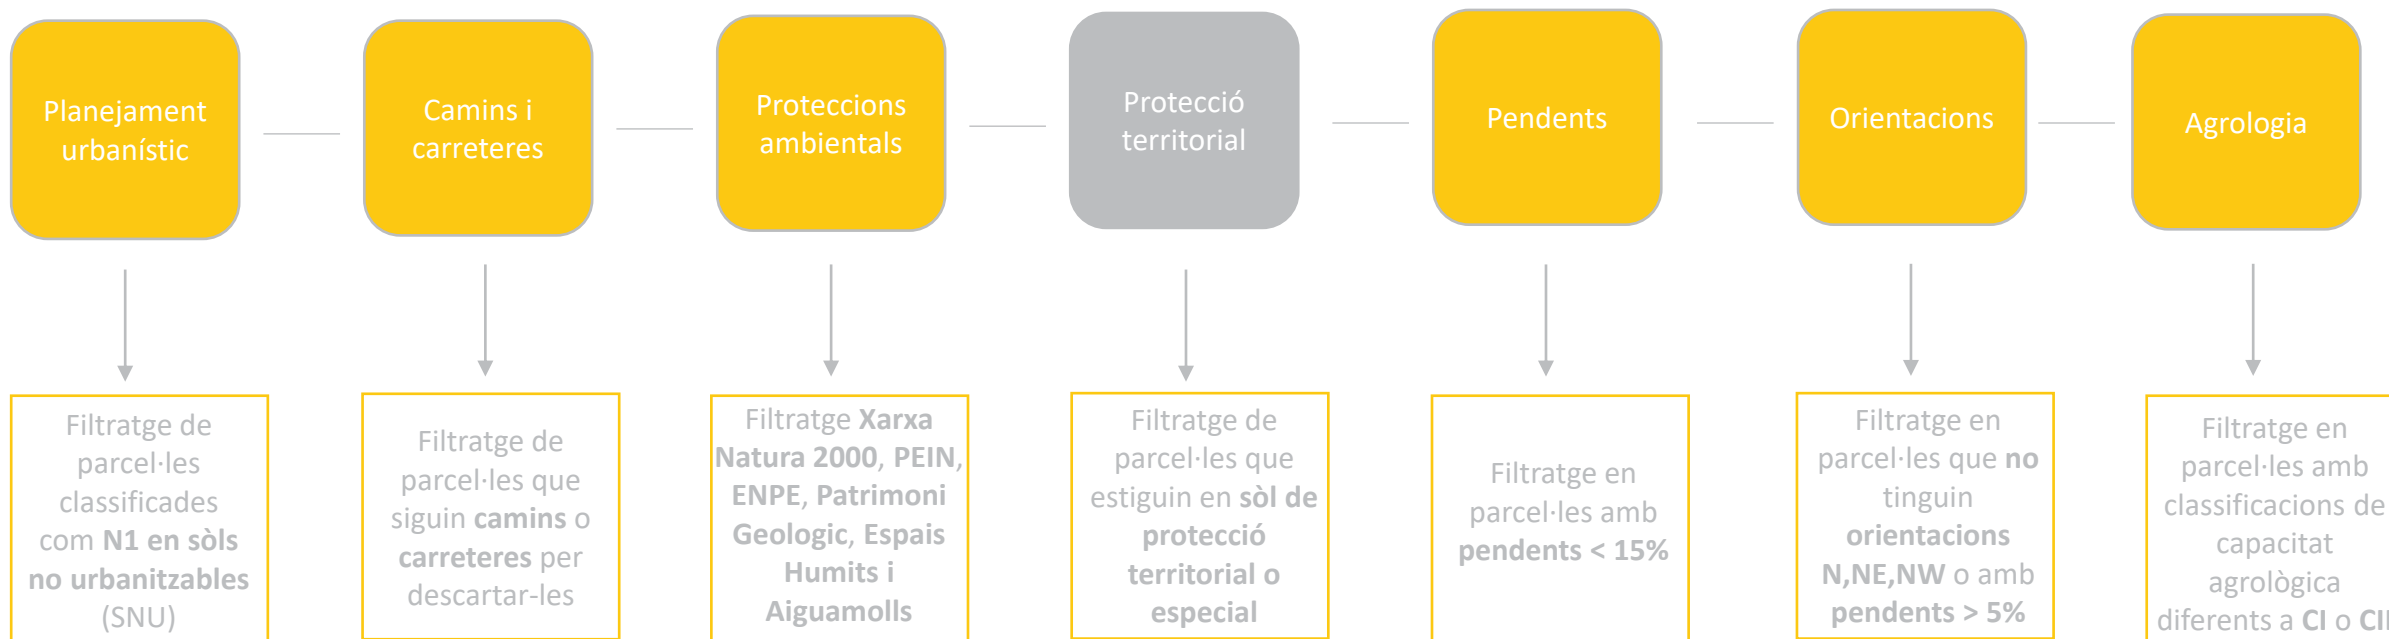 Planejament
urbanístic
Camins i
carreteres
Proteccions
ambientals
Protecció
territorial
Pendents
Orientacions
Agrologia
Filtratge de
parcel·les
classificades
com N1 en sòls
no urbanitzables
(SNU)
Filtratge de
parcel·les que
siguin camins o
carreteres per
descartar-les
Filtratge Xarxa
Natura 2000, PEIN,
ENPE, Patrimoni
Geologic, Espais
Humits i
Aiguamolls
Filtratge de
parcel·les que
estiguin en sòl de
protecció
territorial o
especial
Filtratge en
parcel·les amb
pendents < 15%
Filtratge en
parcel·les que no
tinguin
orientacions
N,NE,NW o amb
pendents > 5%
Filtratge en
parcel·les amb
classificacions de
capacitat
agrològica
diferents a CI o